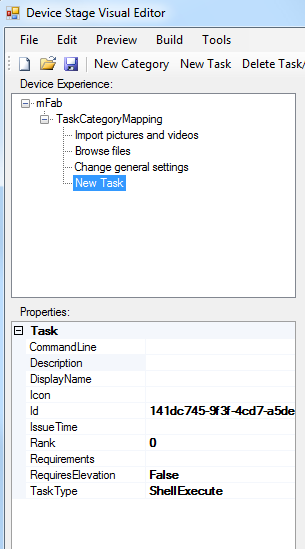 Device Stage Visual Editor
File Edit Preview Build Tools
New Category New Task Delete Task/
Device Experience:
mFab
TaskCategoryMapping
Import pictures and videos
Browse files
Change general settings
New Task
Properties:
Task
CommandLine
Description
DisplayName
Icon
Id 141dc745-9f3f-4cd7-a5de
IssueTime
Rank 0
Requirements
RequiresElevation False
TaskType ShellExecute